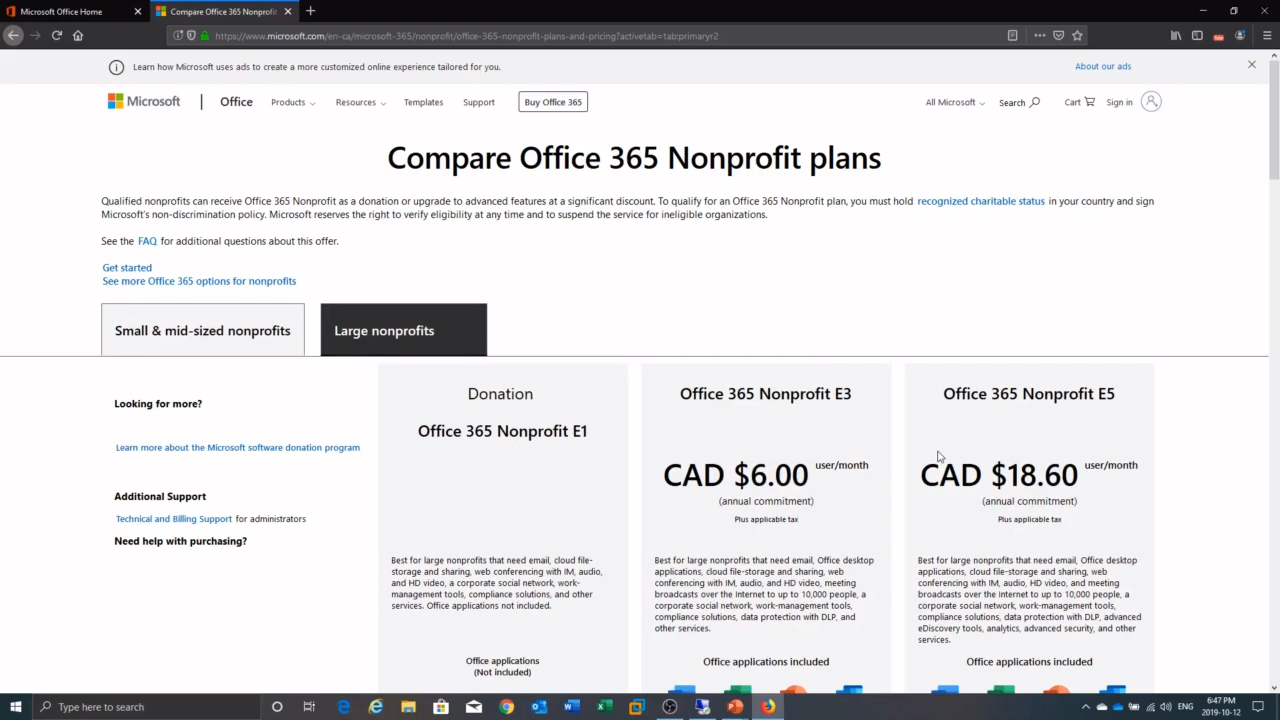 Microsoft Office Home
Compare Office 365 Nonprofit
https://www.microsoft.com/en-ca/microsoft-365/nonprofit/office-365-nonprofit-plans-and-pricing?activetab=tab:primaryr2
Learn how Microsoft uses ads to create a more customized online experience tailored for you.
About our ads
Microsoft
Office
Products
Resources
Templates
Support
Buy Office 365
All Microsoft
Search
Cart
Sign in
Compare Office 365 Nonprofit plans
Qualified nonprofits can receive Office 365 Nonprofit as a donation or upgrade to advanced features at a significant discount. To qualify for an Office 365 Nonprofit plan, you must hold recognized charitable status in your country and sign
Microsoft's non-discrimination policy. Microsoft reserves the right to verify eligibility at any time and to suspend the service for ineligible organizations.
See the FAQ for additional questions about this offer.
Get started
See more Office 365 options for nonprofits
Small & mid-sized nonprofits
Large nonprofits
Looking for more?
Learn more about the Microsoft software donation program
Additional Support
Technical and Billing Support for administrators
Need help with purchasing?
Donation
Office 365 Nonprofit E1
Best for large nonprofits that need email, cloud file-
storage and sharing, web conferencing with IM, audio,
and HD video, a corporate social network, work-
management tools, compliance solutions, and other
services. Office applications not included.
Office applications
(Not included)
Office 365 Nonprofit E3
CAD $6.00 user/month
(annual commitment)
Plus applicable tax
Best for large nonprofits that need email, Office desktop
applications, cloud file-storage and sharing, web
conferencing with IM, audio, and HD video, meeting
broadcasts over the Internet to up to 10,000 people, a
corporate social network, work-management tools,
compliance solutions, data protection with DLP, and
other services.
Office applications included
Office 365 Nonprofit E5
CAD $18.60 user/month
(annual commitment)
Plus applicable tax
Best for large nonprofits that need email, Office desktop
applications, cloud file-storage and sharing, web
conferencing with IM, audio, HD video, and meeting
broadcasts over the Internet to up to 10,000 people, a
corporate social network, work-management tools,
compliance solutions, data protection with DLP, advanced
eDiscovery tools, analytics, advanced security, and other
services.
Office applications included
Type here to search
ENG
6:47 PM
2019-10-12